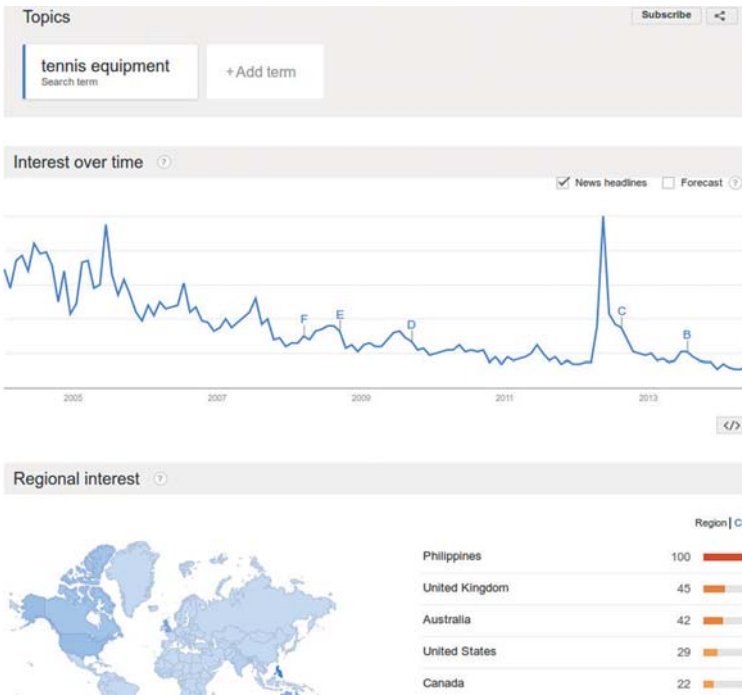 Topics
Subscribe
tennis equipment
Search term
+Add term
Interest over time ?
News headlines Forecast ?
F
E
D
C
B
2005 2007 2009 2011 2013
</>
Regional interest ?
Region | C
Philippines 100
United Kingdom 45
Australia 42
United States 29
Canada 22